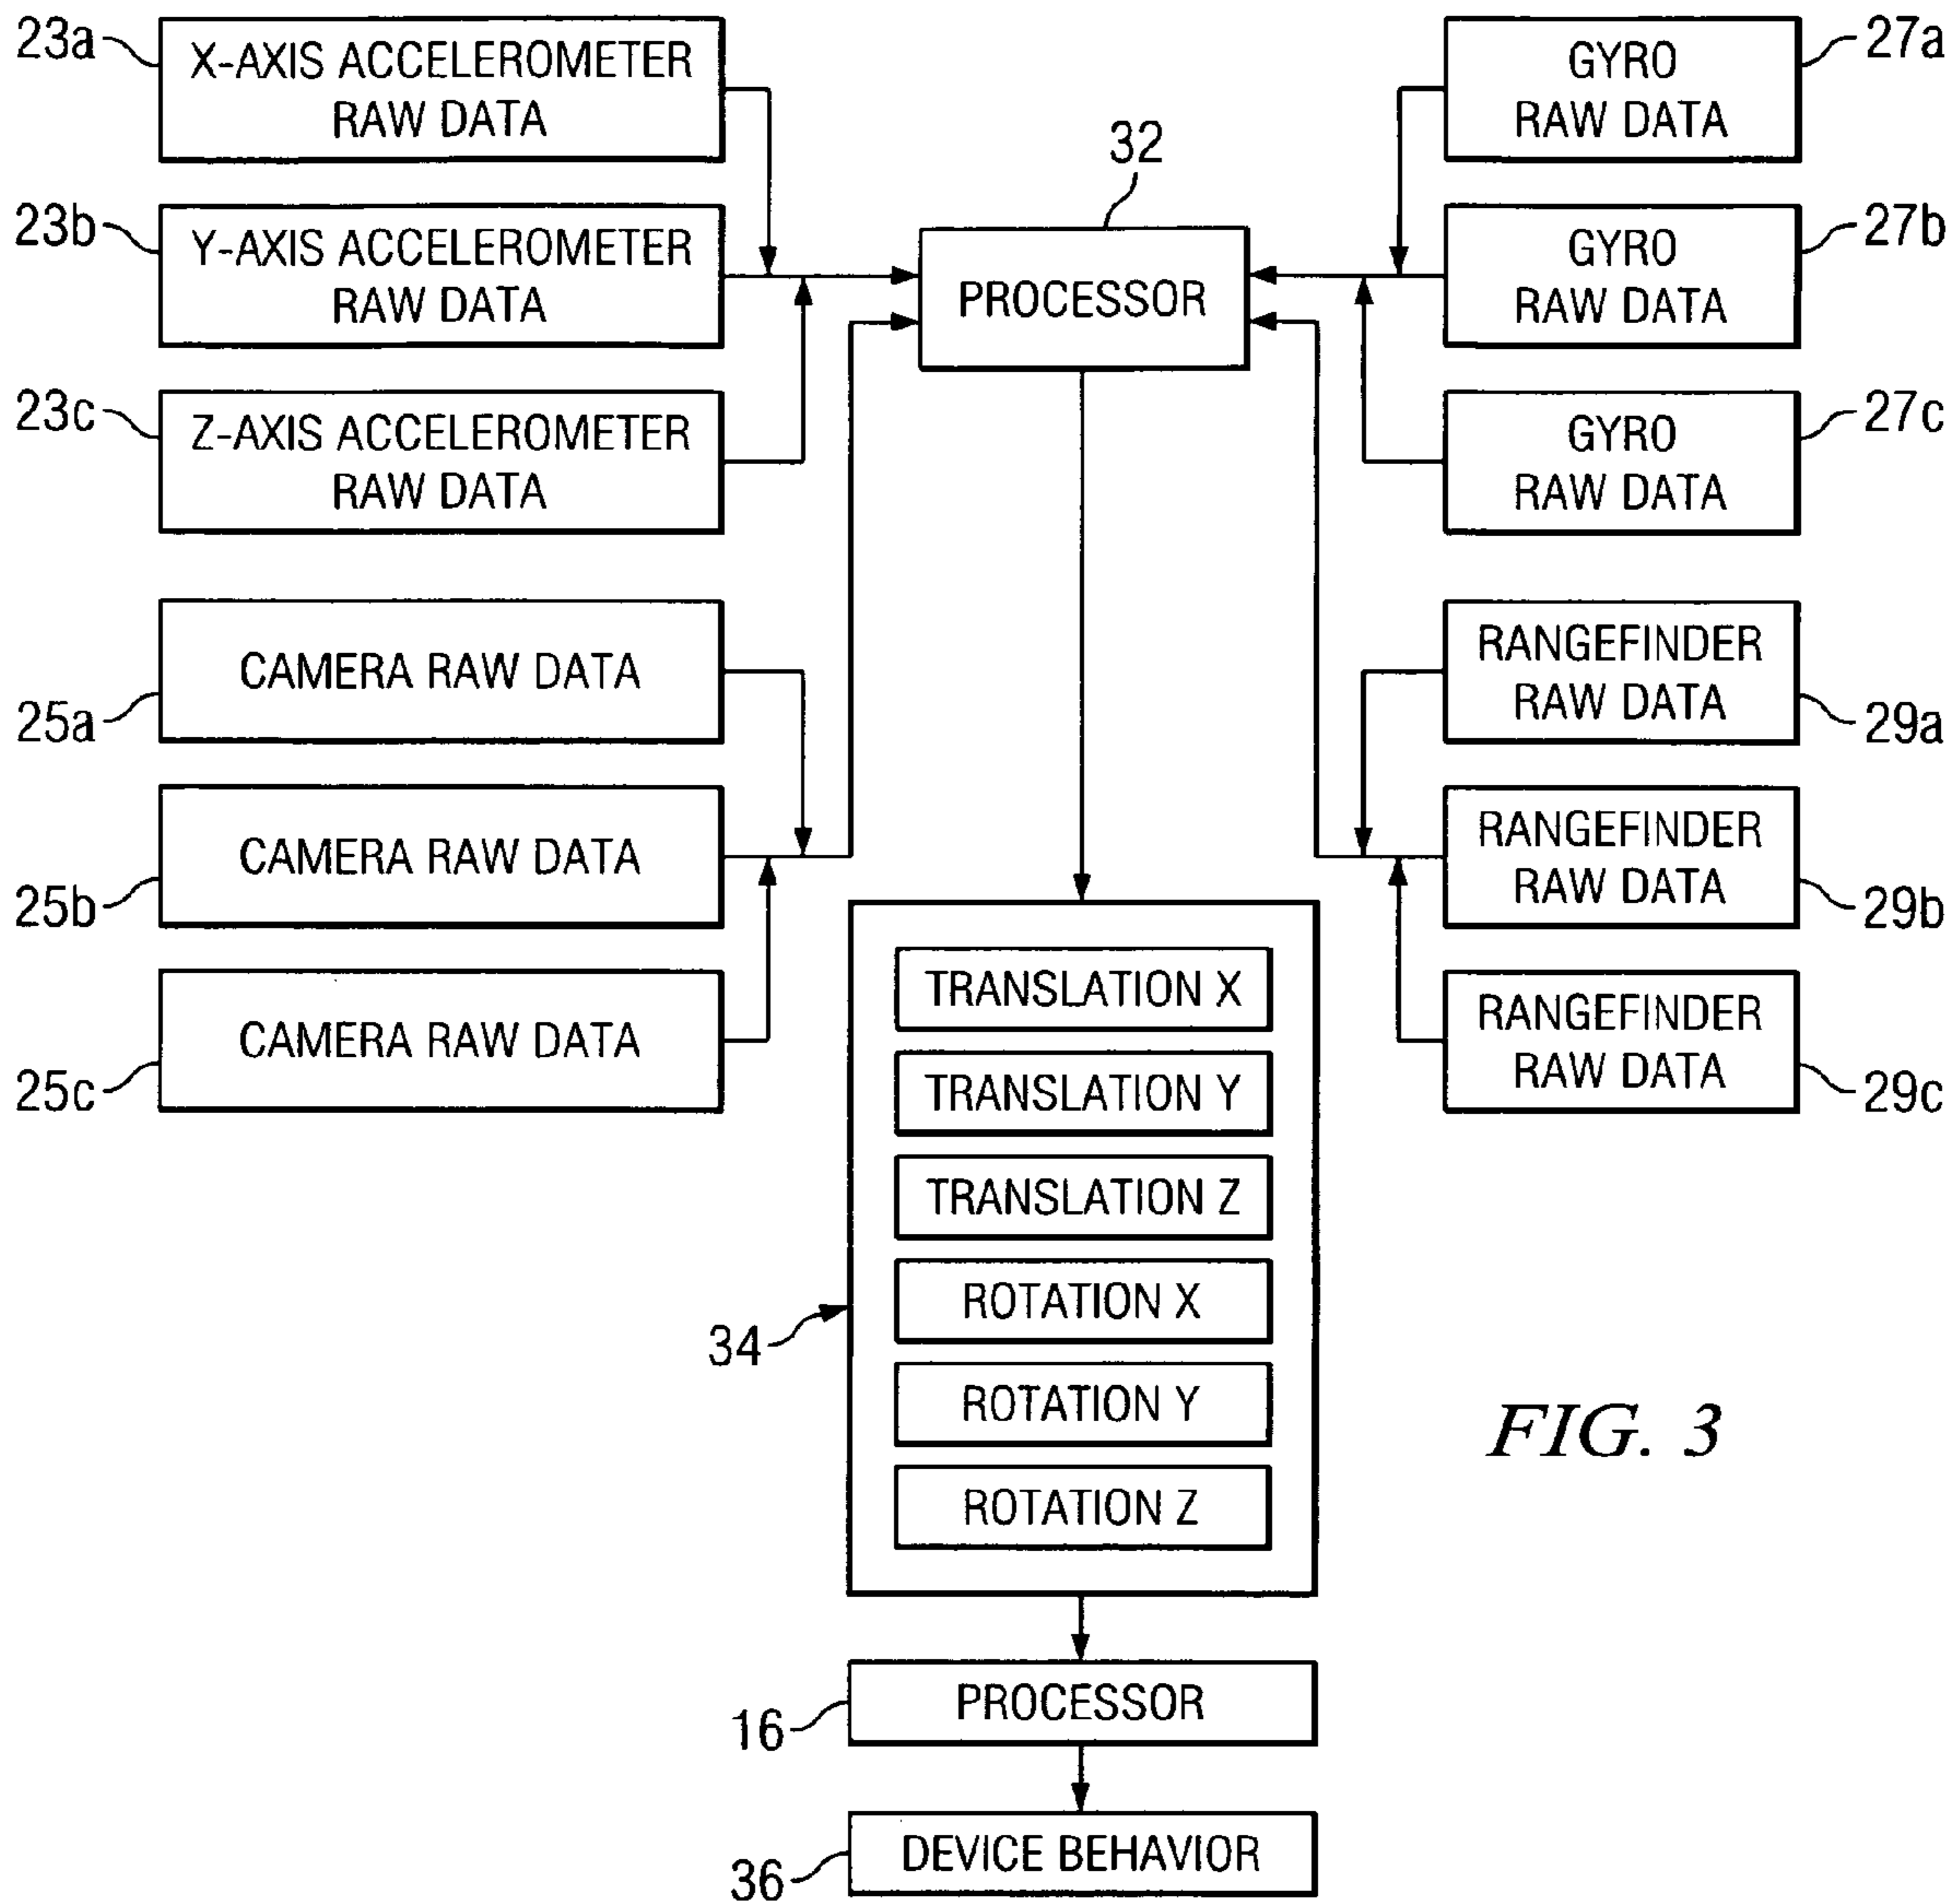 23a
X-AXIS ACCELEROMETER
RAW DATA
23b
Y-AXIS ACCELEROMETER
RAW DATA
23c
Z-AXIS ACCELEROMETER
RAW DATA
25a
CAMERA RAW DATA
25b
CAMERA RAW DATA
25c
CAMERA RAW DATA
32
PROCESSOR
27a
GYRO
RAW DATA
27b
GYRO
RAW DATA
27c
GYRO
RAW DATA
29a
RANGEFINDER
RAW DATA
29b
RANGEFINDER
RAW DATA
29c
RANGEFINDER
RAW DATA
34
TRANSLATION X
TRANSLATION Y
TRANSLATION Z
ROTATION X
ROTATION Y
ROTATION Z
16
PROCESSOR
36
DEVICE BEHAVIOR
FIG. 3